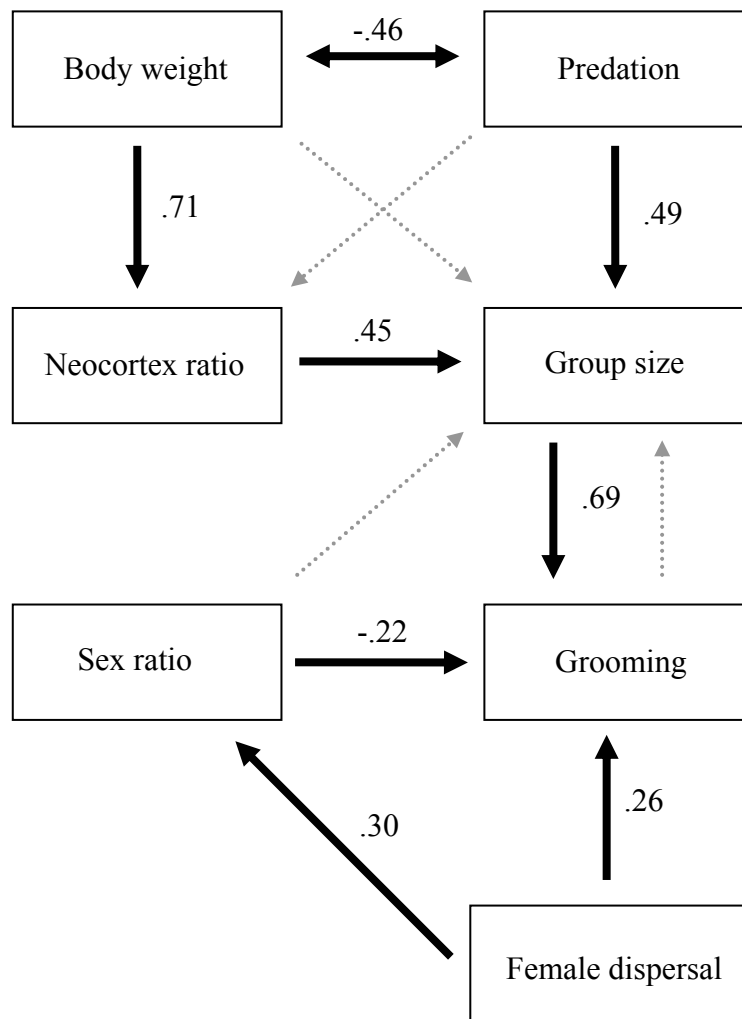 -.46
Body weight
Predation
.71
.49
.45
Neocortex ratio
Group size
.69
-.22
Sex ratio
Grooming
.30
.26
Female dispersal